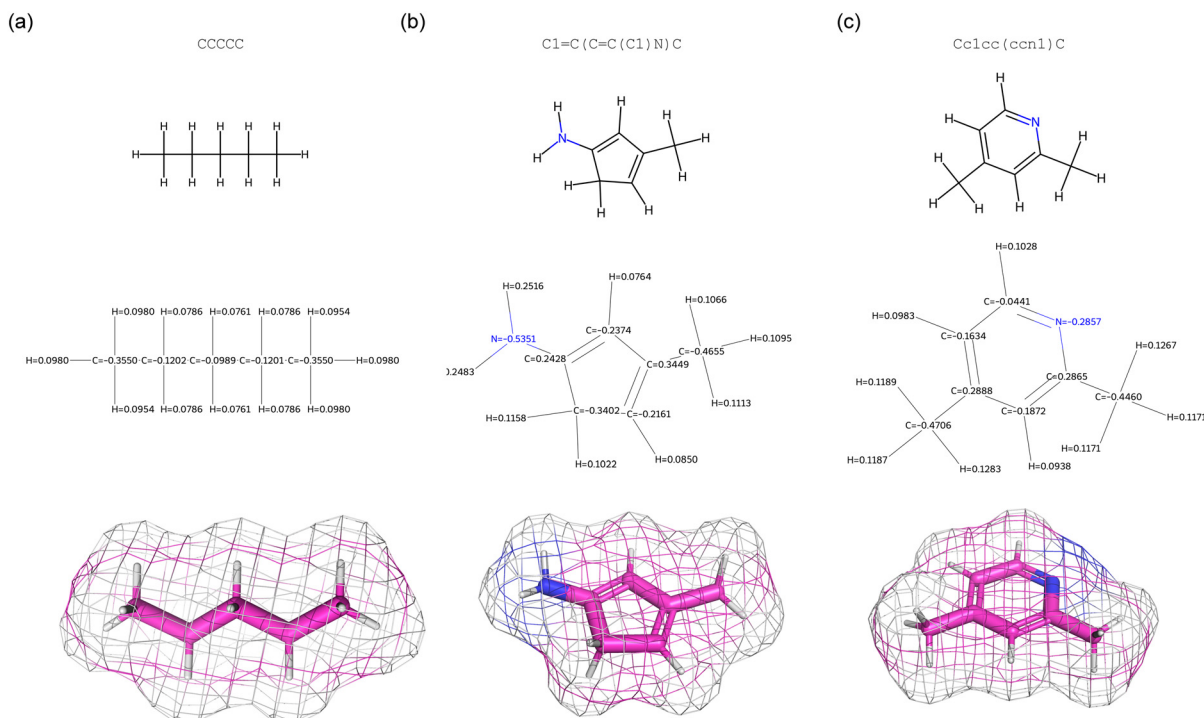 (a)
CCCCC
H H H H H
H H
H H H H H
H=0.0980 H=0.0786 H=0.0761 H=0.0786 H=0.0954
H=0.0980 C=-0.3550 C=-0.1202 C=-0.0989 C=-0.1201 C=-0.3550 H=0.0980
H=0.0954 H=0.0786 H=0.0761 H=0.0786 H=0.0980
(b)
C1=C(C=C(C1)N)C
H
H
N
H
H
H
H
H
H
H
H=0.0764
H=0.2516
H=0.1066
C=-0.2374
N=-0.5351
H=0.1095
C=-0.4655
C=0.2428
C=0.3449
0.2483
H=0.1113
C=-0.3402
C=-0.2161
H=0.1158
H=0.0850
H=0.1022
(c)
Cc1cc(ccn1)C
H
N
H
H
H
H
H
H
H
H
H=0.1028
C=-0.0441
H=0.0983
N=-0.2857
C=-0.1634
H=0.1267
C=0.2865
H=0.1189
C=0.2888
C=-0.4460
C=-0.1872
H=0.1171
C=-0.4706
H=0.1171
H=0.1187
H=0.0938
H=0.1283